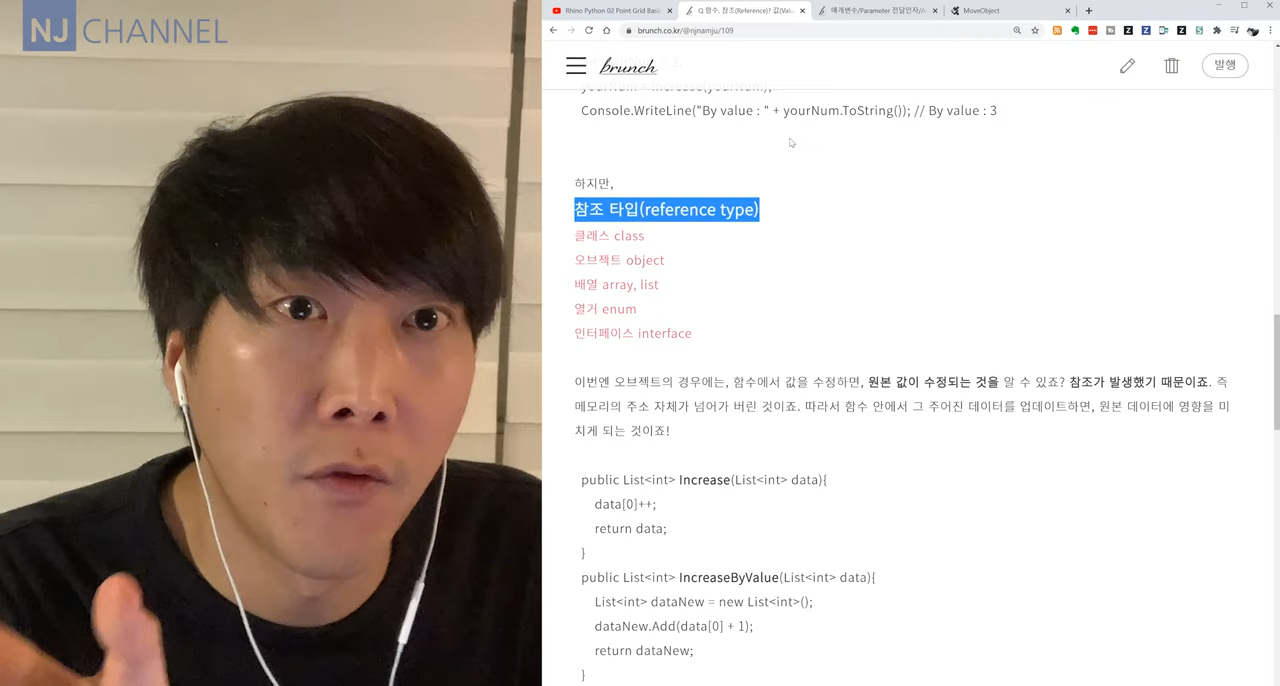 NJ CHANNEL
Rhino Python 02 Point Grid Basic
Q 함수, 참조(Reference)? 값(Valu
매개변수/Parameter 전달인자/A
MoveObject
brunch.co.kr/@njnamju/109
brunch
발행
yourNum = Increase(yourNum);
Console.WriteLine("By value : " + yourNum.ToString()); // By value : 3
하지만,
참조 타입(reference type)
클래스 class
오브젝트 object
배열 array, list
열거 enum
인터페이스 interface
이번엔 오브젝트의 경우에는, 함수에서 값을 수정하면, 원본 값이 수정되는 것을 알 수 있죠? 참조가 발생했기 때문이죠. 즉
메모리의 주소 자체가 넘어가 버린 것이죠. 따라서 함수 안에서 그 주어진 데이터를 업데이트하면, 원본 데이터에 영향을 미
치게 되는 것이죠!
public List<int> Increase(List<int> data){
data[0]++;
return data;
}
public List<int> IncreaseByValue(List<int> data){
List<int> dataNew = new List<int>();
dataNew.Add(data[0] + 1);
return dataNew;
}